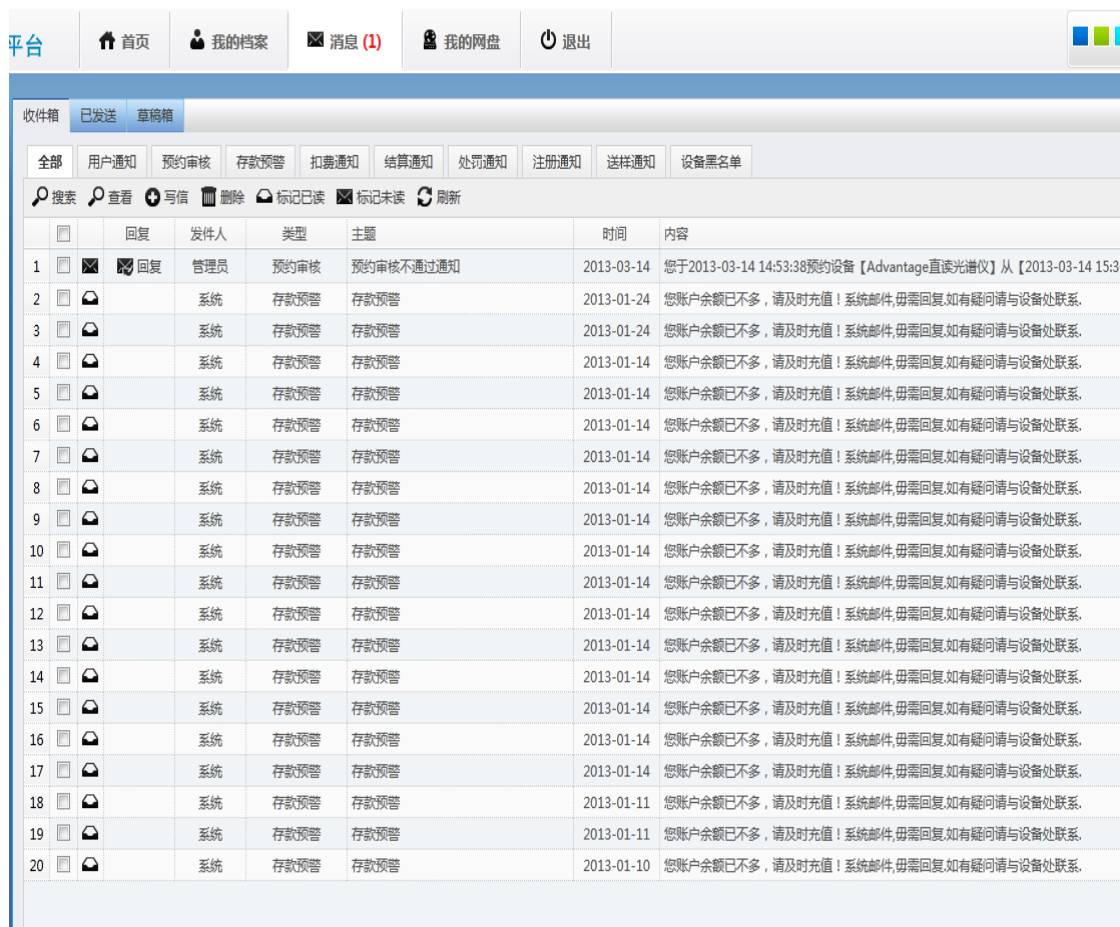 平台 首页 我的档案 消息 (1) 我的网盘 退出
收件箱 已发送 草稿箱
全部 用户通知 预约审核 存款预警 扣费通知 结算通知 处罚通知 注册通知 送样通知 设备黑名单
搜索 查看 写信 删除 标记已读 标记未读 刷新
回复 发件人 类型 主题 时间 内容
1 回复 管理员 预约审核 预约审核不通过通知 2013-03-14 您于2013-03-14 14:53:38预约设备【Advantage直读光谱仪】从【2013-03-14 15:3
2 系统 存款预警 存款预警 2013-01-24 您账户余额已不多，请及时充值！系统邮件,毋需回复.如有疑问请与设备处联系.
3 系统 存款预警 存款预警 2013-01-24 您账户余额已不多，请及时充值！系统邮件,毋需回复.如有疑问请与设备处联系.
4 系统 存款预警 存款预警 2013-01-14 您账户余额已不多，请及时充值！系统邮件,毋需回复.如有疑问请与设备处联系.
5 系统 存款预警 存款预警 2013-01-14 您账户余额已不多，请及时充值！系统邮件,毋需回复.如有疑问请与设备处联系.
6 系统 存款预警 存款预警 2013-01-14 您账户余额已不多，请及时充值！系统邮件,毋需回复.如有疑问请与设备处联系.
7 系统 存款预警 存款预警 2013-01-14 您账户余额已不多，请及时充值！系统邮件,毋需回复.如有疑问请与设备处联系.
8 系统 存款预警 存款预警 2013-01-14 您账户余额已不多，请及时充值！系统邮件,毋需回复.如有疑问请与设备处联系.
9 系统 存款预警 存款预警 2013-01-14 您账户余额已不多，请及时充值！系统邮件,毋需回复.如有疑问请与设备处联系.
10 系统 存款预警 存款预警 2013-01-14 您账户余额已不多，请及时充值！系统邮件,毋需回复.如有疑问请与设备处联系.
11 系统 存款预警 存款预警 2013-01-14 您账户余额已不多，请及时充值！系统邮件,毋需回复.如有疑问请与设备处联系.
12 系统 存款预警 存款预警 2013-01-14 您账户余额已不多，请及时充值！系统邮件,毋需回复.如有疑问请与设备处联系.
13 系统 存款预警 存款预警 2013-01-14 您账户余额已不多，请及时充值！系统邮件,毋需回复.如有疑问请与设备处联系.
14 系统 存款预警 存款预警 2013-01-14 您账户余额已不多，请及时充值！系统邮件,毋需回复.如有疑问请与设备处联系.
15 系统 存款预警 存款预警 2013-01-14 您账户余额已不多，请及时充值！系统邮件,毋需回复.如有疑问请与设备处联系.
16 系统 存款预警 存款预警 2013-01-14 您账户余额已不多，请及时充值！系统邮件,毋需回复.如有疑问请与设备处联系.
17 系统 存款预警 存款预警 2013-01-14 您账户余额已不多，请及时充值！系统邮件,毋需回复.如有疑问请与设备处联系.
18 系统 存款预警 存款预警 2013-01-11 您账户余额已不多，请及时充值！系统邮件,毋需回复.如有疑问请与设备处联系.
19 系统 存款预警 存款预警 2013-01-11 您账户余额已不多，请及时充值！系统邮件,毋需回复.如有疑问请与设备处联系.
20 系统 存款预警 存款预警 2013-01-10 您账户余额已不多，请及时充值！系统邮件,毋需回复.如有疑问请与设备处联系.